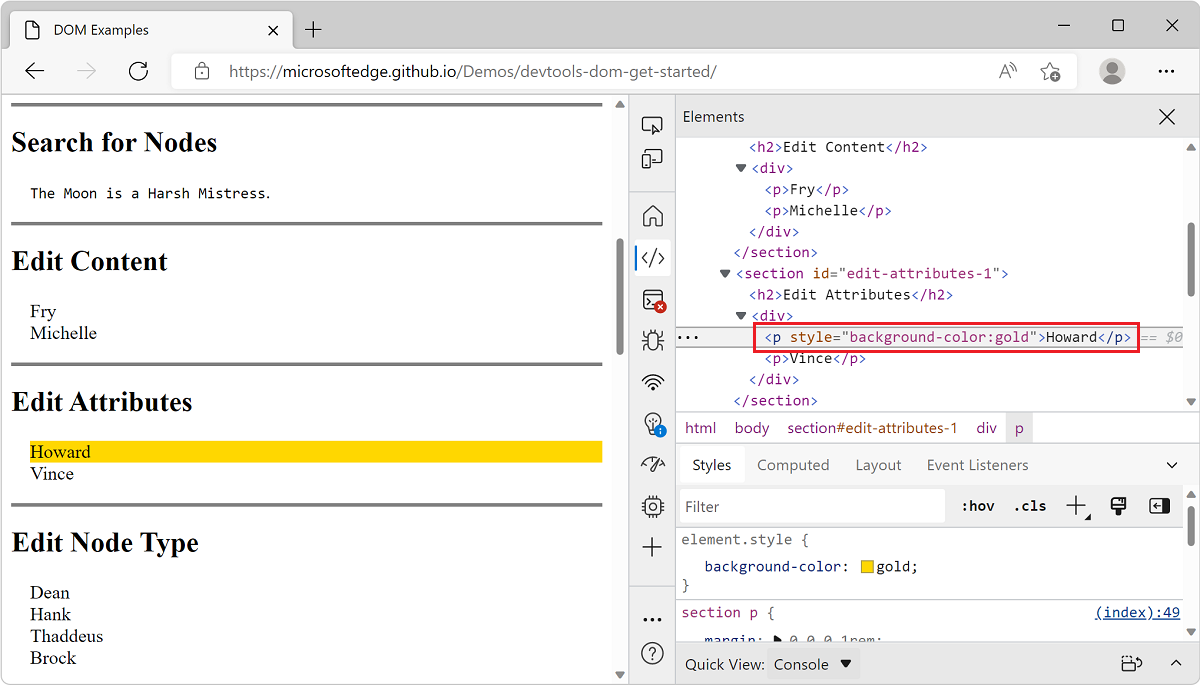 DOM Examples
https://microsoftedge.github.io/Demos/devtools-dom-get-started/
Search for Nodes
The Moon is a Harsh Mistress.
Edit Content
Fry
Michelle
Edit Attributes
Howard
Vince
Edit Node Type
Dean
Hank
Thaddeus
Brock
Elements
<h2>Edit Content</h2>
<div>
<p>Fry</p>
<p>Michelle</p>
</div>
</section>
<section id="edit-attributes-1">
<h2>Edit Attributes</h2>
<div>
<p style="background-color:gold">Howard</p> == $0
<p>Vince</p>
</div>
</section>
html body section#edit-attributes-1 div p
Styles Computed Layout Event Listeners
Filter :hov .cls
element.style {
background-color: gold;
}
section p { (index):49
margin: 0 0 0 1rem;
Quick View: Console